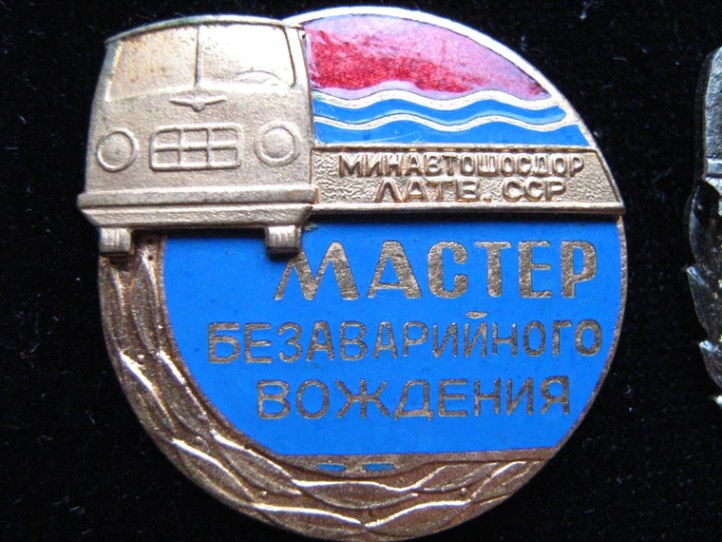 МИНАВТОШОСДОР
ЛАТВ. ССР
МАСТЕР
БЕЗАВАРИЙНОГО
ВОЖДЕНИЯ